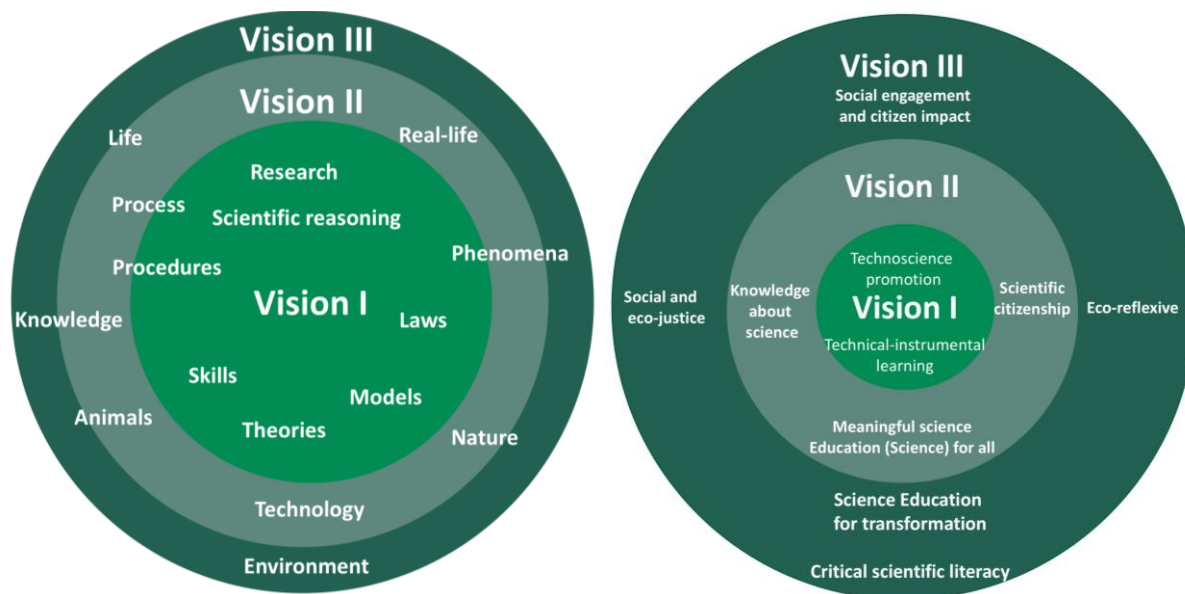 Vision III
Vision II
Life
Real-life
Research
Process
Scientific reasoning
Phenomena
Procedures
Vision I
Knowledge
Laws
Skills
Models
Animals
Theories
Nature
Technology
Environment
Vision III
Social engagement
and citizen impact
Vision II
Technoscience
promotion
Social and
eco-justice
Knowledge
about
science
Vision I
Scientific
citizenship
Eco-reflexive
Technical-instrumental
learning
Meaningful science
Education (Science) for all
Science Education
for transformation
Critical scientific literacy